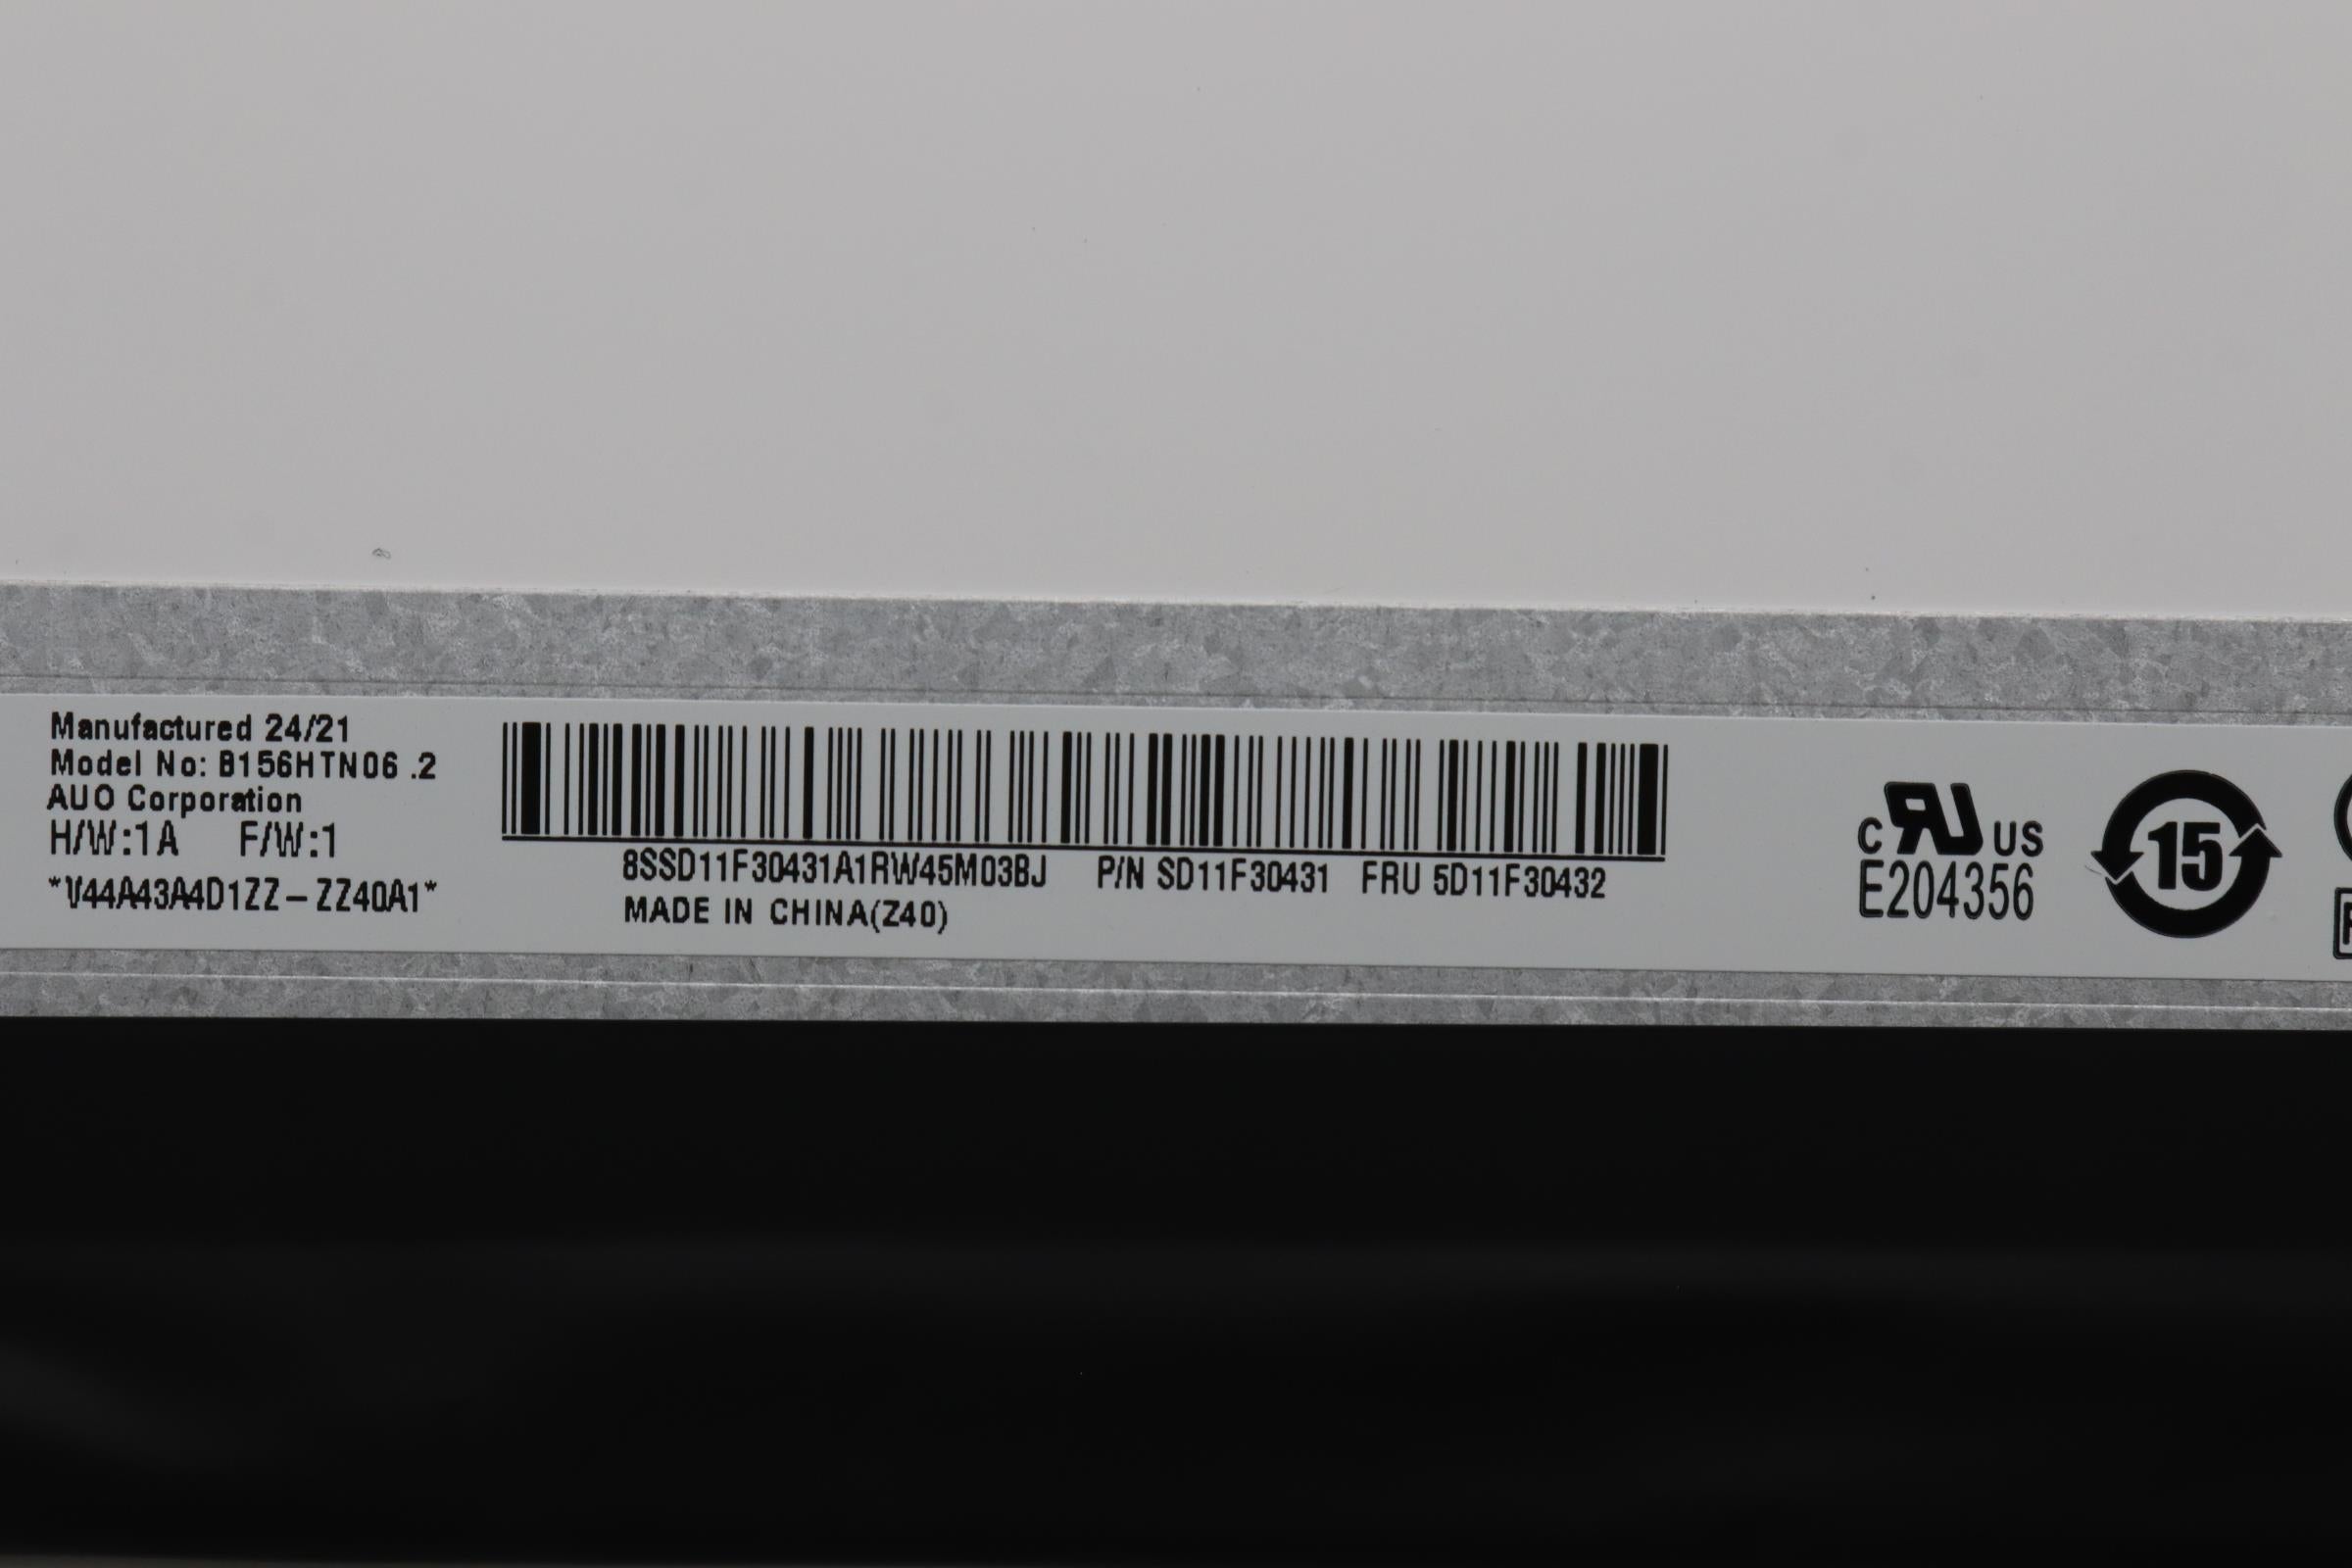 Manufactured 24/21
Model No: B156HTN06 .2
AUO Corporation
H/W:1A F/W:1
*V44A43A4D1ZZ-ZZ40A1*
8SSD11F30431A1RW45M03BJ P/N SD11F30431 FRU 5D11F30432
MADE IN CHINA(Z40)
C RU US
E204356
15